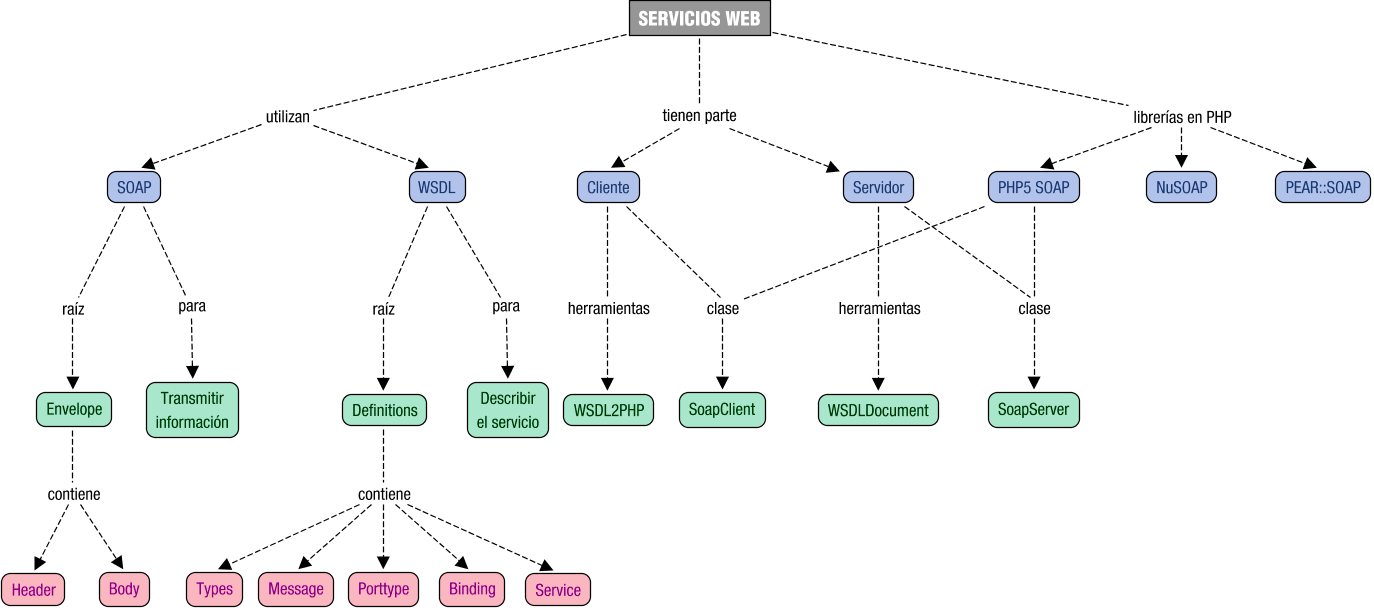 SERVICIOS WEB
utilizan
tienen parte
librerías en PHP
SOAP
WSDL
Cliente
Servidor
PHP5 SOAP
NuSOAP
PEAR::SOAP
raíz
para
raíz
para
herramientas
clase
herramientas
clase
Envelope
Transmitir
información
Definitions
Describir
el servicio
WSDL2PHP
SoapClient
WSDLDocument
SoapServer
contiene
contiene
Header
Body
Types
Message
Porttype
Binding
Service